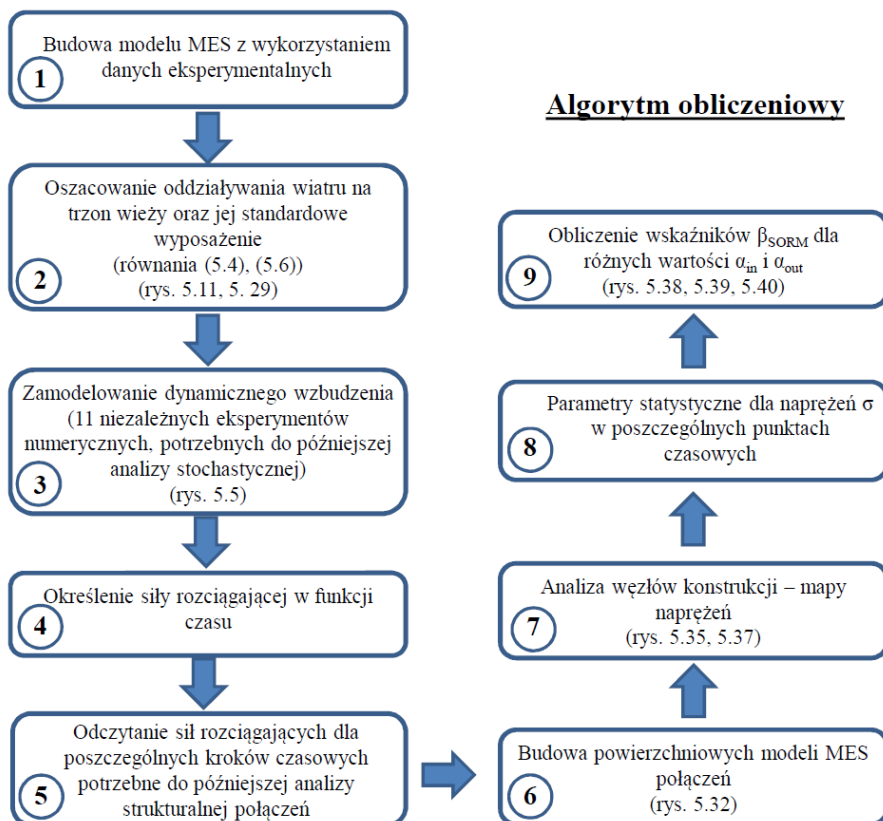 Algorytm obliczeniowy
Budowa modelu MES z wykorzystaniem
danych eksperymentalnych
1
Oszacowanie oddziaływania wiatru na
trzon wieży oraz jej standardowe
wyposażenie
(równania (5.4), (5.6))
(rys. 5.11, 5. 29)
2
Zamodelowanie dynamicznego wzbudzenia
(11 niezależnych eksperymentów
numerycznych, potrzebnych do późniejszej
analizy stochastycznej)
(rys. 5.5)
3
Określenie siły rozciągającej w funkcji
czasu
4
Odczytanie sił rozciągających dla
poszczególnych kroków czasowych
potrzebne do późniejszej analizy
strukturalnej połączeń
5
Budowa powierzchniowych modeli MES
połączeń
(rys. 5.32)
6
Analiza węzłów konstrukcji – mapy
naprężeń
(rys. 5.35, 5.37)
7
Parametry statystyczne dla naprężeń σ
w poszczególnych punktach
czasowych
8
Obliczenie wskaźników βSORM dla
różnych wartości αin i αout
(rys. 5.38, 5.39, 5.40)
9